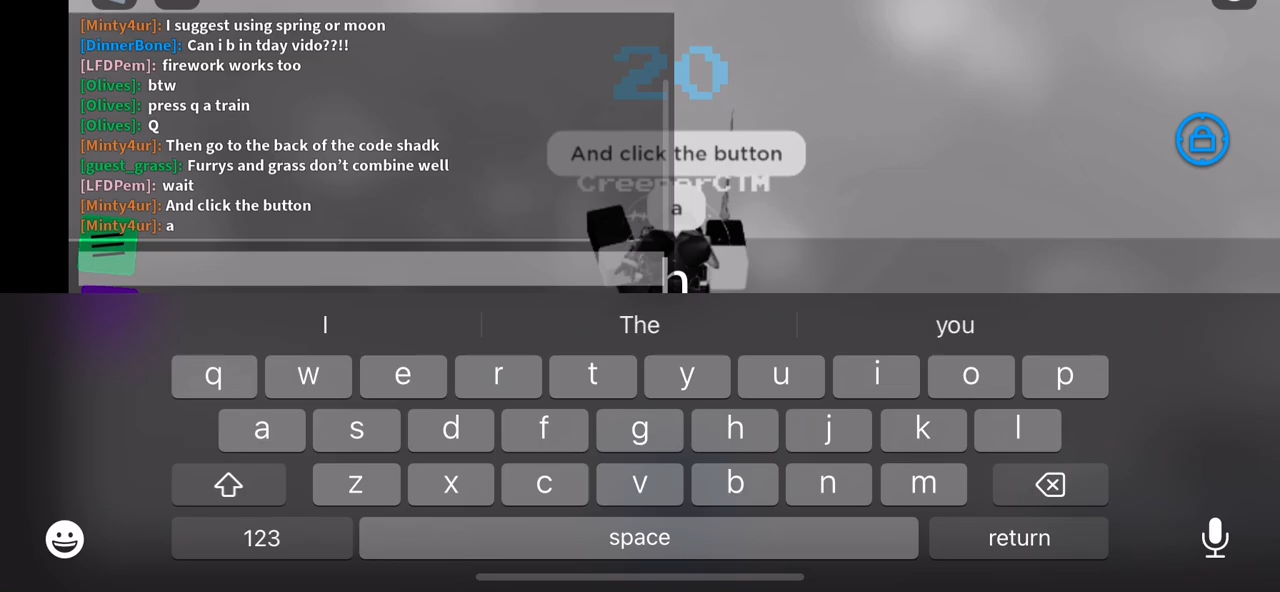 [Minty4ur]: I suggest using spring or moon
[DinnerBone]: Can i b in tday vido??!!
[LFDPem]: firework works too
[Olives]: btw
[Olives]: press q a train
[Olives]: Q
[Minty4ur]: Then go to the back of the code shadk
[guest_grass]: Furrys and grass don’t combine well
[LFDPem]: wait
[Minty4ur]: And click the button
[Minty4ur]: a
20
And click the button
CreeperCTM
a
h
I The you
q w e r t y u i o p
a s d f g h j k l
z x c v b n m
123 space return